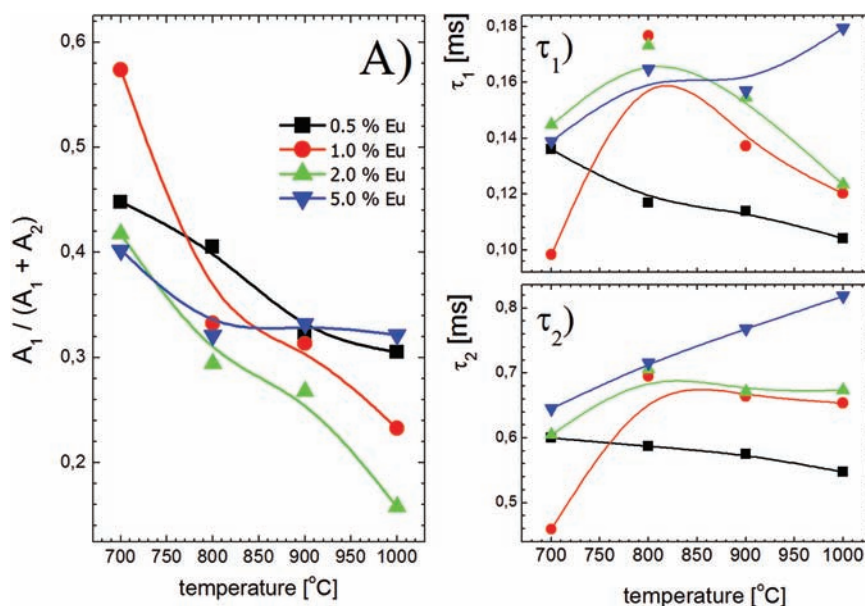 A)
0.5 % Eu
1.0 % Eu
2.0 % Eu
5.0 % Eu
0,6
0,5
0,4
0,3
0,2
A₁ / (A₁ + A₂)
700 750 800 850 900 950 1000
temperature [°C]
τ₁)
τ₁ [ms]
0,18
0,16
0,14
0,12
0,10
τ₂)
τ₂ [ms]
0,8
0,7
0,6
0,5
700 750 800 850 900 950 1000
temperature [°C]